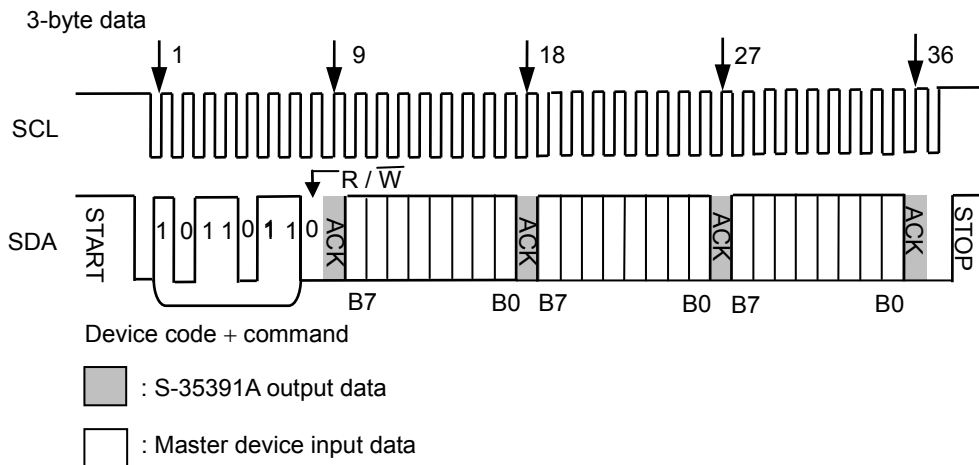 3-byte data
1 9 18 27 36
SCL
R / W
SDA
START
1 0 1 1 0 1 1 0
ACK
ACK
ACK
ACK
STOP
B7 B0 B7 B0 B7 B0
Device code + command
: S-35391A output data
: Master device input data